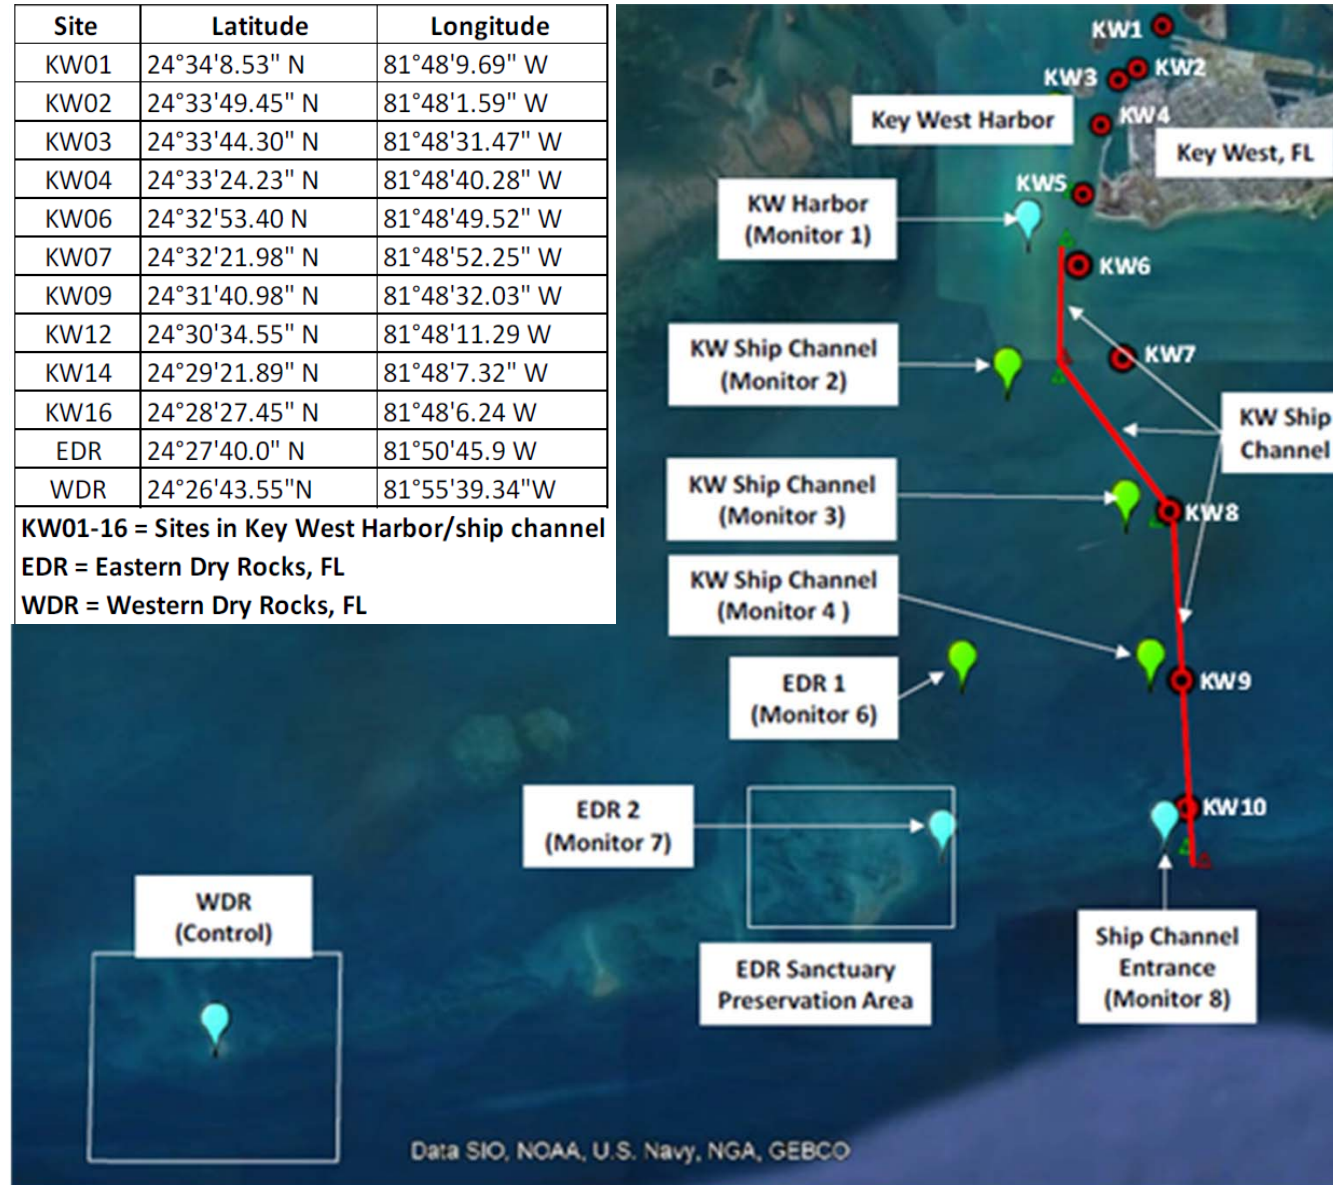 Site Latitude Longitude
KW01 24°34'8.53" N 81°48'9.69" W
KW02 24°33'49.45" N 81°48'1.59" W
KW03 24°33'44.30" N 81°48'31.47" W
KW04 24°33'24.23" N 81°48'40.28" W
KW06 24°32'53.40 N 81°48'49.52" W
KW07 24°32'21.98" N 81°48'52.25" W
KW09 24°31'40.98" N 81°48'32.03" W
KW12 24°30'34.55" N 81°48'11.29 W
KW14 24°29'21.89" N 81°48'7.32" W
KW16 24°28'27.45" N 81°48'6.24 W
EDR 24°27'40.0" N 81°50'45.9 W
WDR 24°26'43.55"N 81°55'39.34"W
KW01-16 = Sites in Key West Harbor/ship channel
EDR = Eastern Dry Rocks, FL
WDR = Western Dry Rocks, FL
KW1
KW2
KW3
Key West Harbor
KW4
Key West, FL
KW5
KW Harbor
(Monitor 1)
KW6
KW Ship Channel
(Monitor 2)
KW7
KW Ship
Channel
KW Ship Channel
(Monitor 3)
KW8
KW Ship Channel
(Monitor 4 )
EDR 1
(Monitor 6)
KW9
EDR 2
(Monitor 7)
KW10
WDR
(Control)
EDR Sanctuary
Preservation Area
Ship Channel
Entrance
(Monitor 8)
Data SIO, NOAA, U.S. Navy, NGA, GEBCO